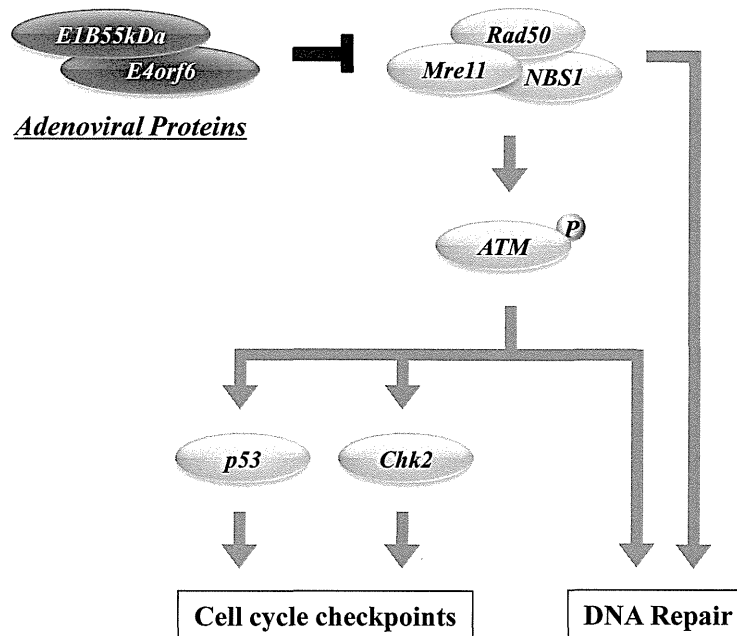 E1B55kDa
E4orf6
Adenoviral Proteins
Rad50
Mre11
NBS1
ATM
P
p53
Chk2
Cell cycle checkpoints
DNA Repair